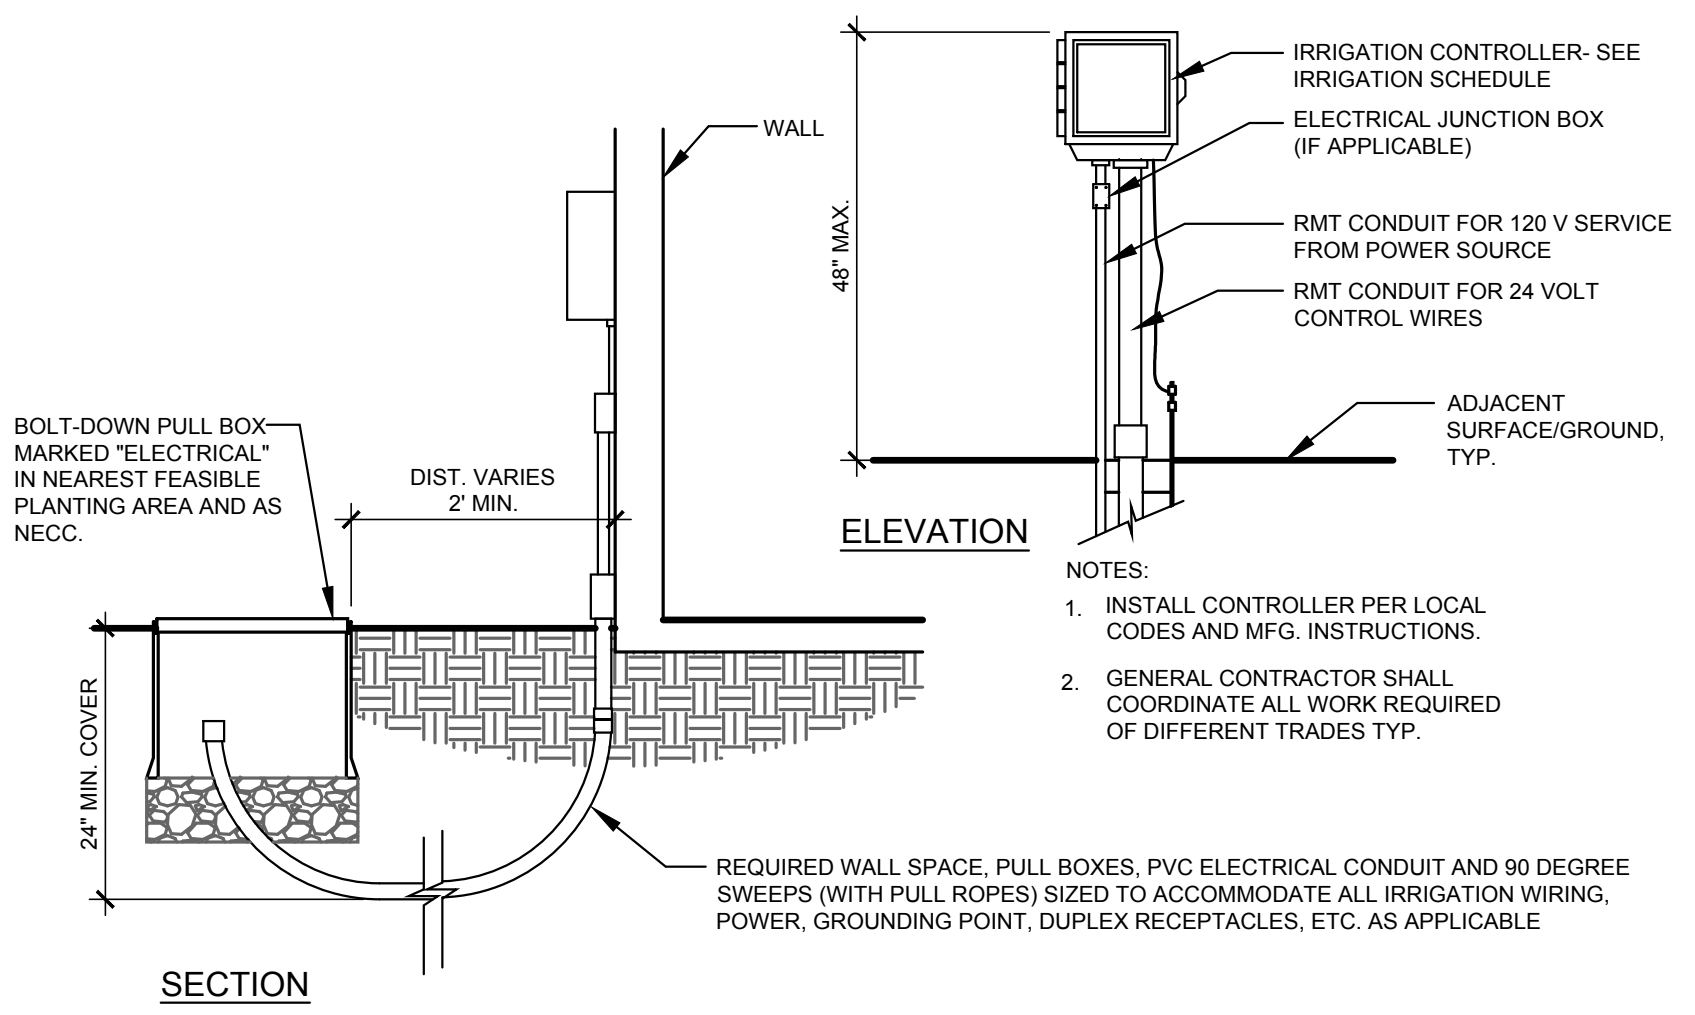 IRRIGATION CONTROLLER- SEE
IRRIGATION SCHEDULE
ELECTRICAL JUNCTION BOX
(IF APPLICABLE)
WALL
48" MAX.
RMT CONDUIT FOR 120 V SERVICE
FROM POWER SOURCE
RMT CONDUIT FOR 24 VOLT
CONTROL WIRES
ADJACENT
SURFACE/GROUND,
TYP.
BOLT-DOWN PULL BOX
MARKED "ELECTRICAL"
IN NEAREST FEASIBLE
PLANTING AREA AND AS
NECC.
DIST. VARIES
2' MIN.
ELEVATION
NOTES:
1. INSTALL CONTROLLER PER LOCAL
CODES AND MFG. INSTRUCTIONS.
2. GENERAL CONTRACTOR SHALL
COORDINATE ALL WORK REQUIRED
OF DIFFERENT TRADES TYP.
24" MIN. COVER
REQUIRED WALL SPACE, PULL BOXES, PVC ELECTRICAL CONDUIT AND 90 DEGREE
SWEEPS (WITH PULL ROPES) SIZED TO ACCOMMODATE ALL IRRIGATION WIRING,
POWER, GROUNDING POINT, DUPLEX RECEPTACLES, ETC. AS APPLICABLE
SECTION